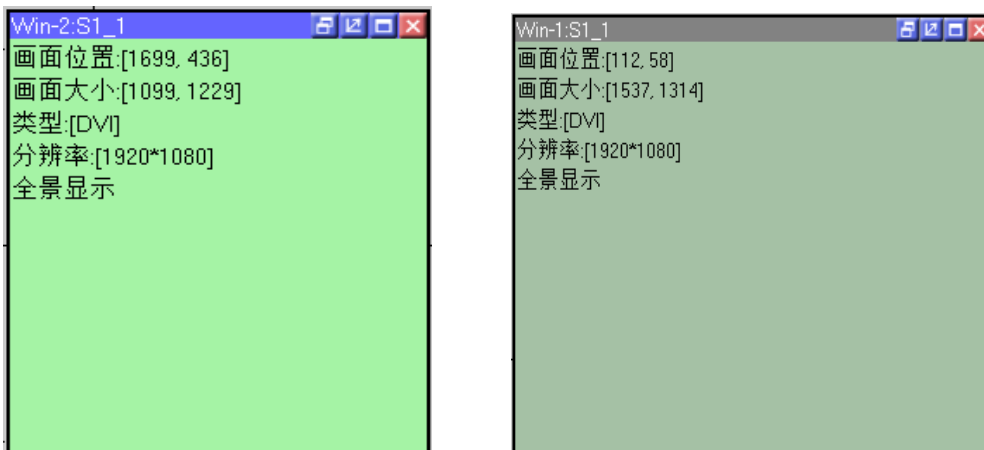 Win-2:S1_1
画面位置:[1699, 436]
画面大小:[1099, 1229]
类型:[DVI]
分辨率:[1920*1080]
全景显示
Win-1:S1_1
画面位置:[112, 58]
画面大小:[1537, 1314]
类型:[DVI]
分辨率:[1920*1080]
全景显示